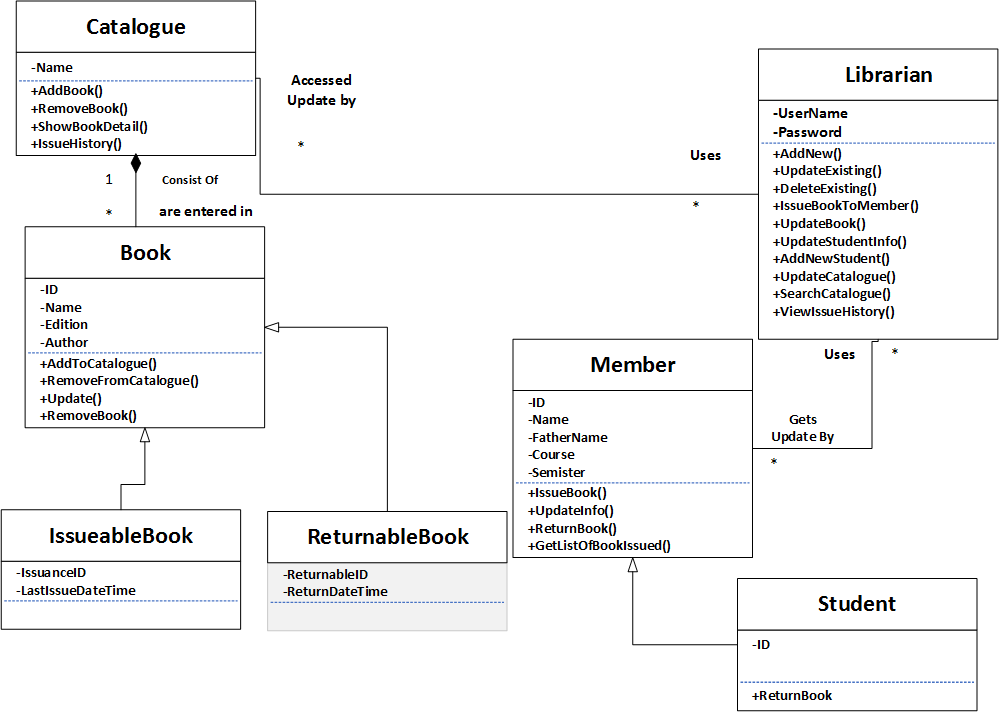 Catalogue
-Name
+AddBook()
+RemoveBook()
+ShowBookDetail()
+IssueHistory()
Accessed
Update by
*
Uses
*
Librarian
-UserName
-Password
+AddNew()
+UpdateExisting()
+DeleteExisting()
+IssueBookToMember()
+UpdateBook()
+UpdateStudentInfo()
+AddNewStudent()
+UpdateCatalogue()
+SearchCatalogue()
+ViewIssueHistory()
1
Consist Of
*
are entered in
Book
-ID
-Name
-Edition
-Author
+AddToCatalogue()
+RemoveFromCatalogue()
+Update()
+RemoveBook()
Uses
*
Gets
Update By
*
Member
-ID
-Name
-FatherName
-Course
-Semister
+IssueBook()
+UpdateInfo()
+ReturnBook()
+GetListOfBookIssued()
IssueableBook
-IssuanceID
-LastIssueDateTime
ReturnableBook
-ReturnableID
-ReturnDateTime
Student
-ID
+ReturnBook